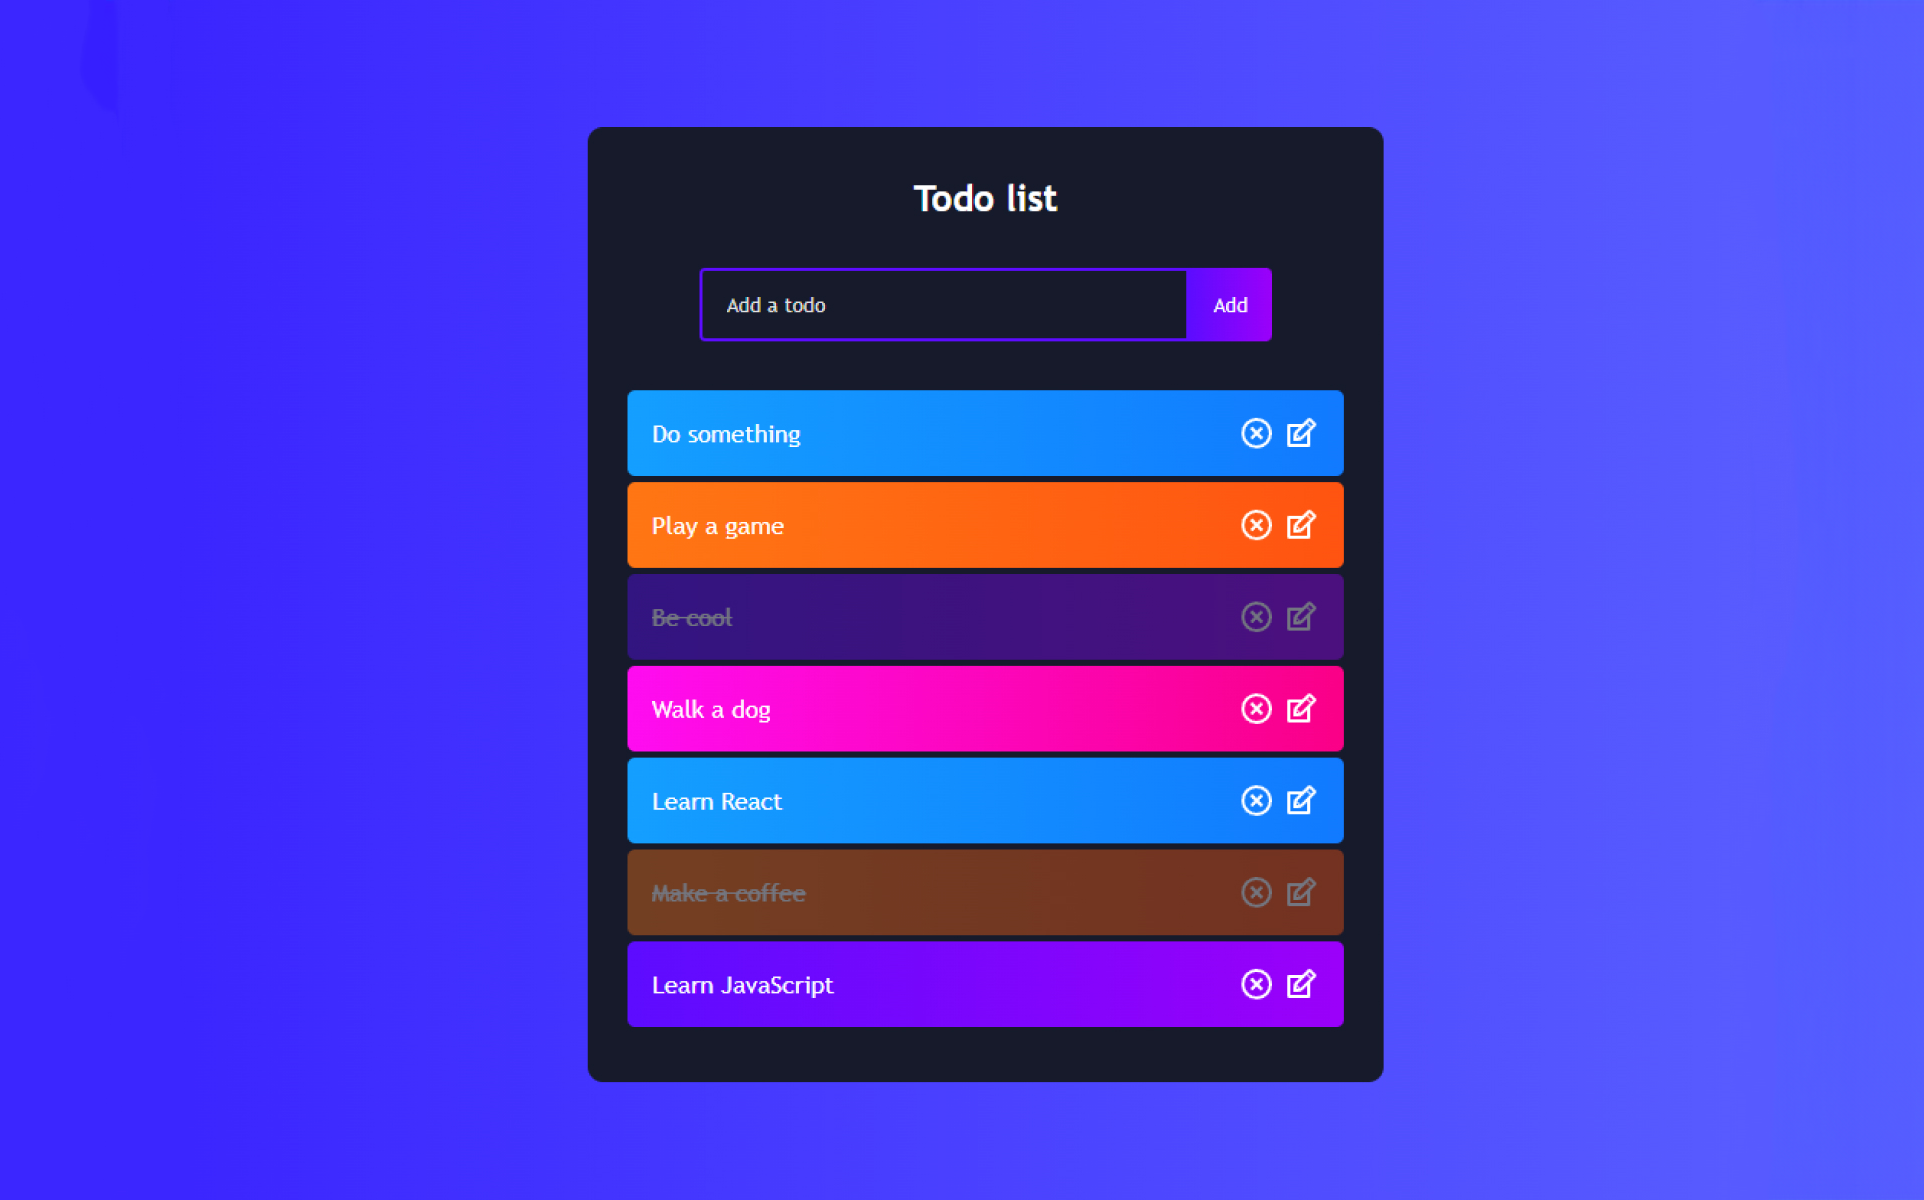 Todo list
Add a todo
Add
Do something
Play a game
Be cool
Walk a dog
Learn React
Make a coffee
Learn JavaScript